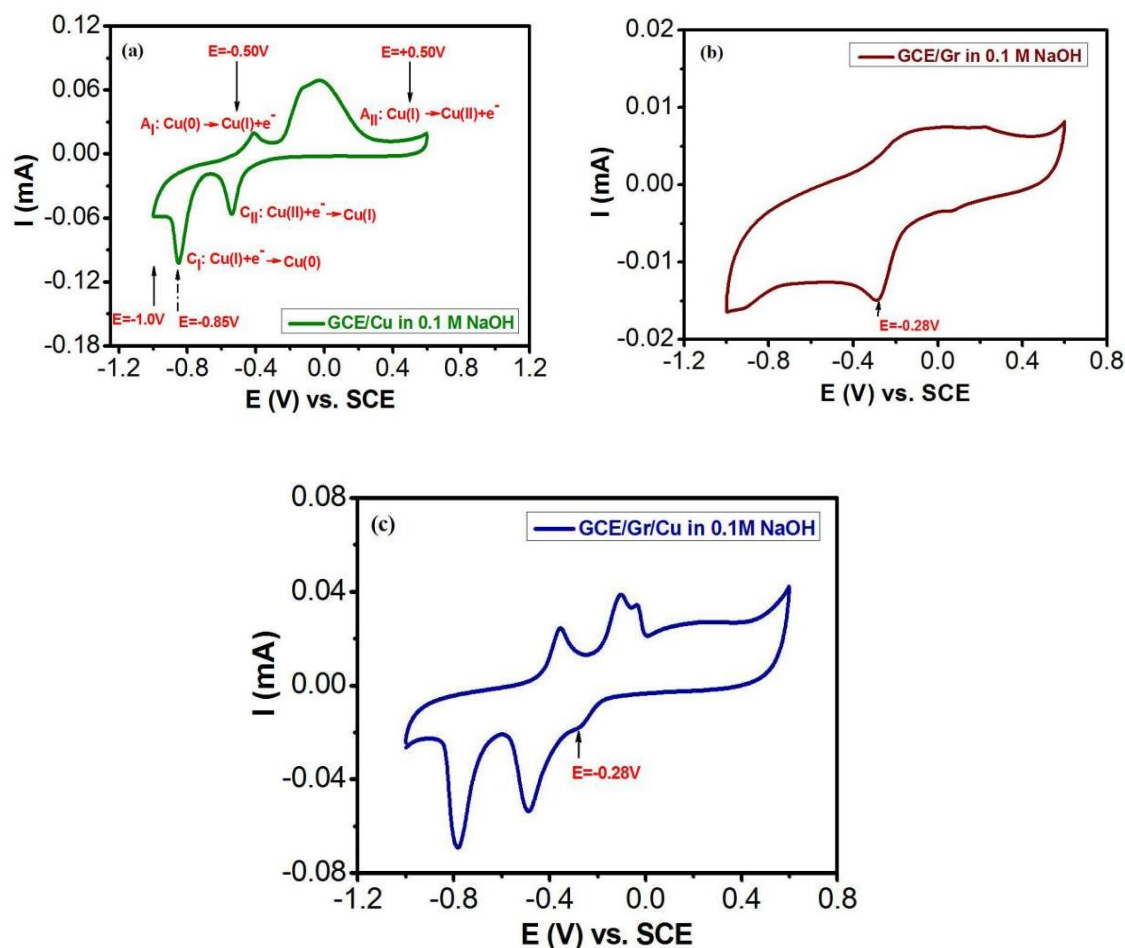 (a)
E=-0.50V
E=+0.50V
A_I: Cu(0) → Cu(I)+e⁻
A_II: Cu(I) → Cu(II)+e⁻
C_II: Cu(II)+e⁻ → Cu(I)
C_I: Cu(I)+e⁻ → Cu(0)
E=-1.0V
E=-0.85V
GCE/Cu in 0.1 M NaOH
0.12
0.06
0.00
-0.06
-0.12
-0.18
I (mA)
-1.2 -0.8 -0.4 0.0 0.4 0.8 1.2
E (V) vs. SCE
(b)
GCE/Gr in 0.1 M NaOH
E=-0.28V
0.02
0.01
0.00
-0.01
-0.02
I (mA)
-1.2 -0.8 -0.4 0.0 0.4 0.8
E (V) vs. SCE
(c)
GCE/Gr/Cu in 0.1M NaOH
E=-0.28V
0.08
0.04
0.00
-0.04
-0.08
I (mA)
-1.2 -0.8 -0.4 0.0 0.4 0.8
E (V) vs. SCE